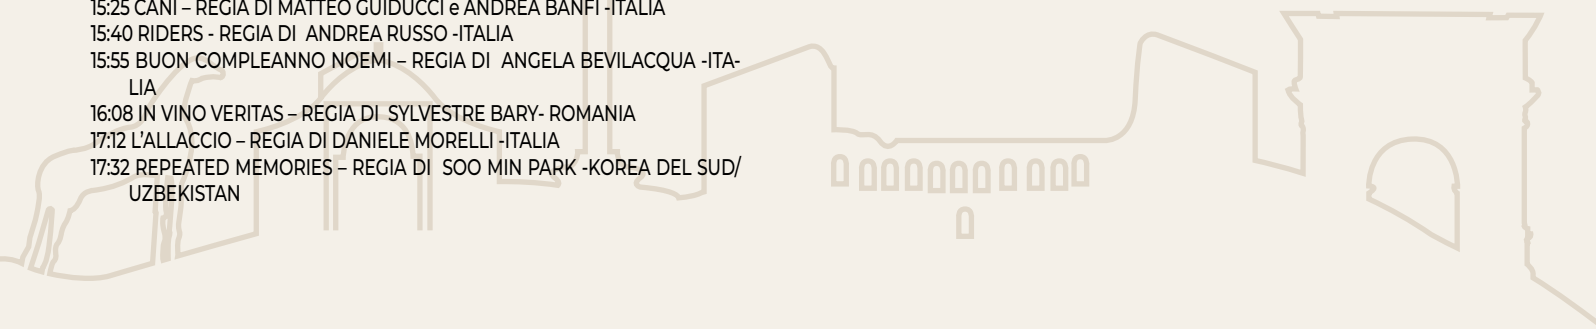 15:25 CANI – REGIA DI MATTEO GUIDUCCI e ANDREA BANFI -ITALIA
15:40 RIDERS - REGIA DI  ANDREA RUSSO -ITALIA
15:55 BUON COMPLEANNO NOEMI – REGIA DI  ANGELA BEVILACQUA -ITA-
LIA
16:08 IN VINO VERITAS – REGIA DI  SYLVESTRE BARY- ROMANIA
17:12 L’ALLACCIO – REGIA DI DANIELE MORELLI -ITALIA
17:32 REPEATED MEMORIES – REGIA DI  SOO MIN PARK -KOREA DEL SUD/
UZBEKISTAN